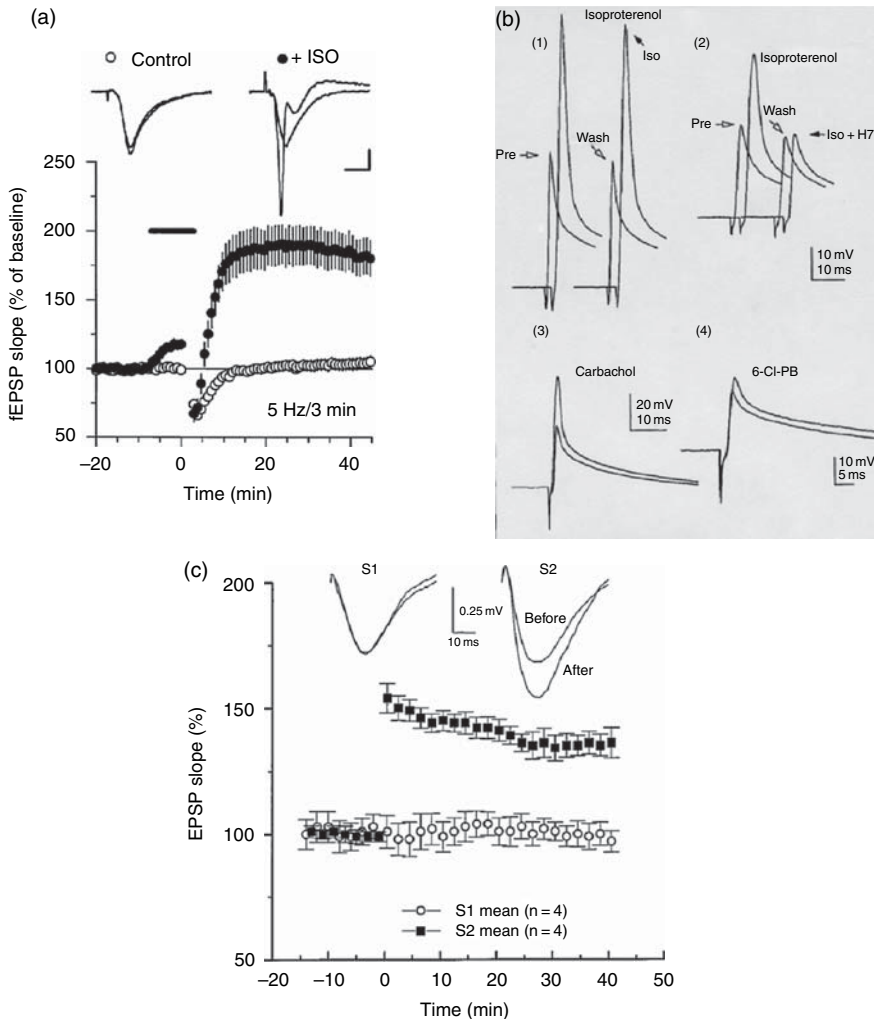 (a)
Control
+ ISO
250
200
150
100
50
fEPSP slope (% of baseline)
5 Hz/3 min
−20
0
20
40
Time (min)
(b)
Isoproterenol
(1)
Iso
Pre
Wash
(2)
Isoproterenol
Pre
Wash
Iso + H7
10 mV
10 ms
(3)
Carbachol
20 mV
10 ms
(4)
6-Cl-PB
10 mV
5 ms
(c)
200
150
100
50
EPSP slope (%)
S1
0.25 mV
10 ms
S2
Before
After
S1 mean (n = 4)
S2 mean (n = 4)
−20
−10
0
10
20
30
40
50
Time (min)